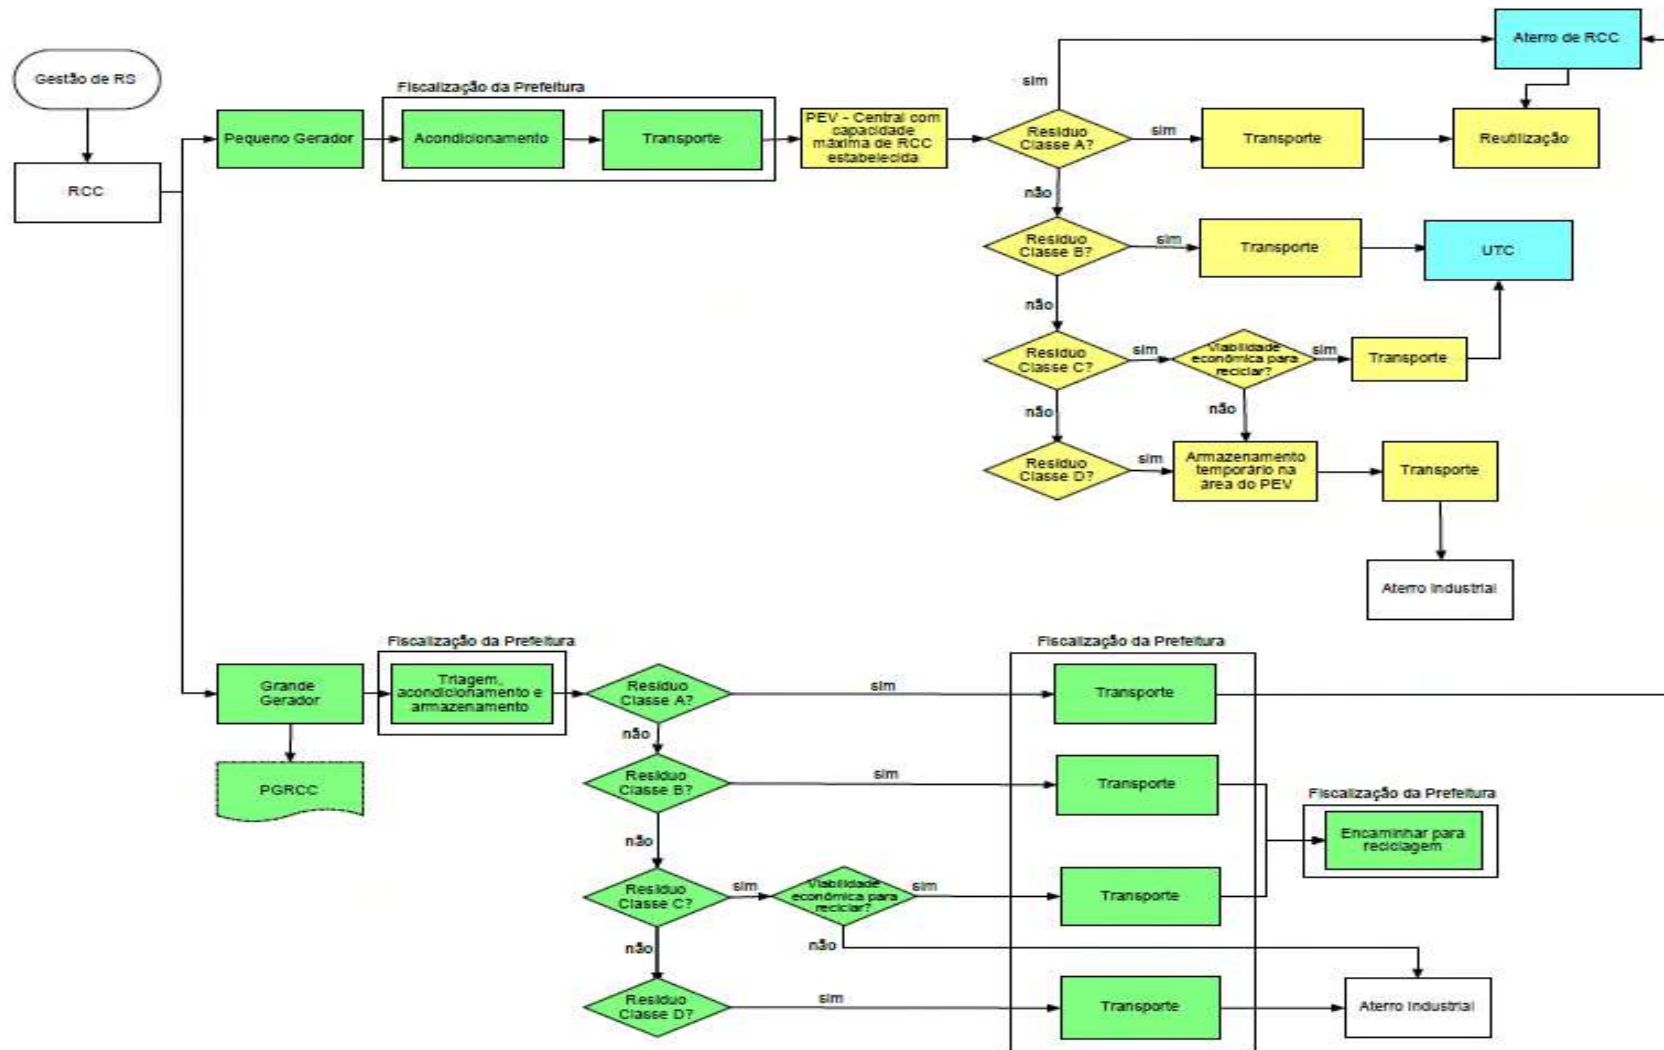 Aterro de RCC
sim
Gestão de RS
Fiscalização da Prefeitura
Pequeno Gerador
Acondicionamento
Transporte
PEV - Central com
capacidade
máxima de RCC
estabelecida
Resíduo
Classe A?
sim
Transporte
Reutilização
RCC
não
Resíduo
Classe B?
sim
Transporte
UTC
não
Resíduo
Classe C?
sim
Viabilidade
econômica para
reciclar?
sim
Transporte
não
não
Resíduo
Classe D?
sim
Armazenamento
temporário na
área do PEV
Transporte
Aterro Industrial
Fiscalização da Prefeitura
Fiscalização da Prefeitura
Grande
Gerador
Triagem,
acondicionamento e
armazenamento
Resíduo
Classe A?
sim
Transporte
não
PGRCC
Resíduo
Classe B?
sim
Transporte
Fiscalização da Prefeitura
Encaminhar para
reciclagem
não
Resíduo
Classe C?
sim
Viabilidade
econômica para
reciclar?
sim
Transporte
não
não
Resíduo
Classe D?
sim
Transporte
Aterro Industrial